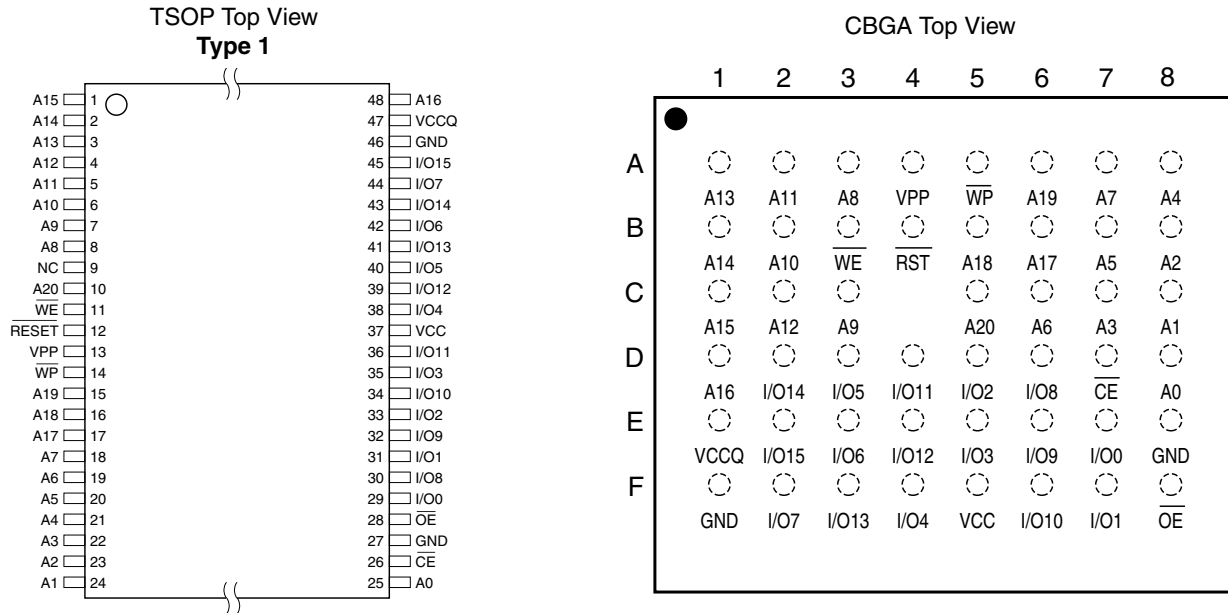 TSOP Top View
Type 1
A15 1 48 A16
A14 2 47 VCCQ
A13 3 46 GND
A12 4 45 I/O15
A11 5 44 I/O7
A10 6 43 I/O14
A9 7 42 I/O6
A8 8 41 I/O13
NC 9 40 I/O5
A20 10 39 I/O12
WE 11 38 I/O4
RESET 12 37 VCC
VPP 13 36 I/O11
WP 14 35 I/O3
A19 15 34 I/O10
A18 16 33 I/O2
A17 17 32 I/O9
A7 18 31 I/O1
A6 19 30 I/O8
A5 20 29 I/O0
A4 21 28 OE
A3 22 27 GND
A2 23 26 CE
A1 24 25 A0
CBGA Top View
1 2 3 4 5 6 7 8
A
A13 A11 A8 VPP WP A19 A7 A4
B
A14 A10 WE RST A18 A17 A5 A2
C
A15 A12 A9 A20 A6 A3 A1
D
A16 I/O14 I/O5 I/O11 I/O2 I/O8 CE A0
E
VCCQ I/O15 I/O6 I/O12 I/O3 I/O9 I/O0 GND
F
GND I/O7 I/O13 I/O4 VCC I/O10 I/O1 OE